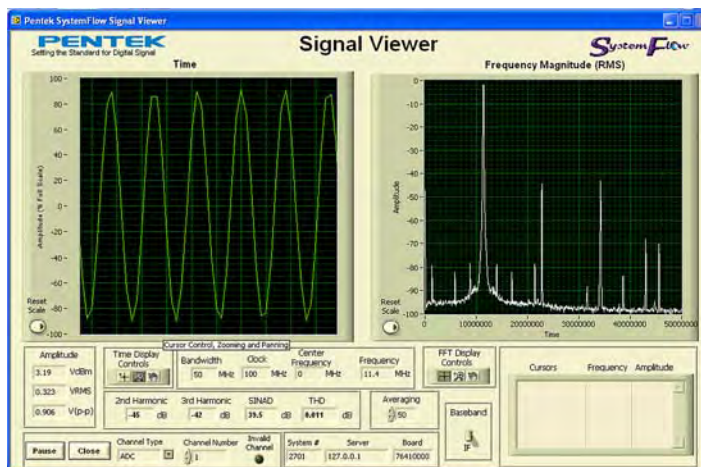 Pentek SystemFlow Signal Viewer
PENTEK
Setting the Standard for Digital Signal
Signal Viewer
SystemFlow
Time
Frequency Magnitude (RMS)
Amplitude (% Full Scale)
100
80
60
40
20
0
-20
-40
-60
-80
-100
Reset
Scale
Amplitude
0
-10
-20
-30
-40
-50
-60
-70
-80
-90
-100
Reset
Scale
0 10000000 20000000 30000000 40000000 50000000
Time
Cursor Control, Zooming and Panning
Amplitude
3.19 VdBm
0.323 VRMS
0.906 V(p-p)
Time Display
Controls
Bandwidth
50 MHz
Clock
100 MHz
Center
Frequency
0 MHz
Frequency
11.4 MHz
FFT Display
Controls
2nd Harmonic
-45 dB
3rd Harmonic
-42 dB
SINAD
39.5 dB
THD
0.011 dB
Averaging
50
Baseband
IF
Cursors Frequency Amplitude
Pause
Close
Channel Type
ADC
Channel Number
1
Invalid
Channel
System #
2701
Server
127.0.0.1
Board
76410000